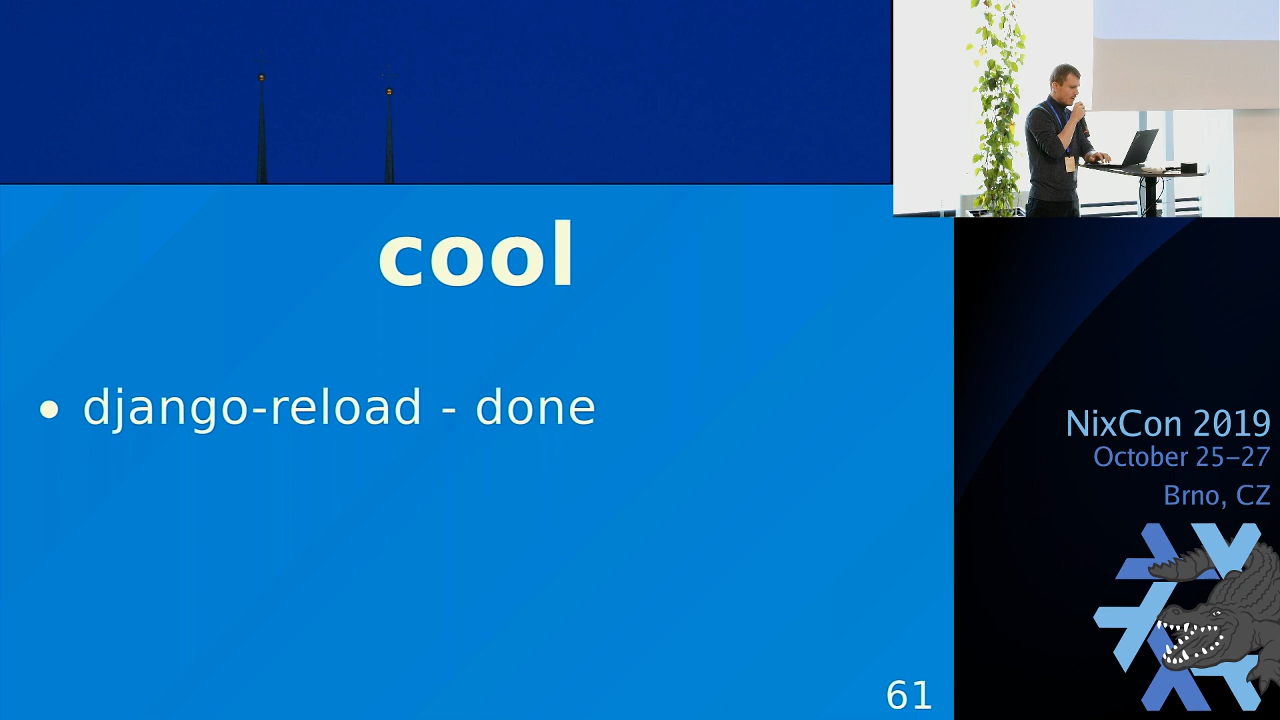 cool
• django-reload - done
61
NixCon 2019
October 25–27
Brno, CZ